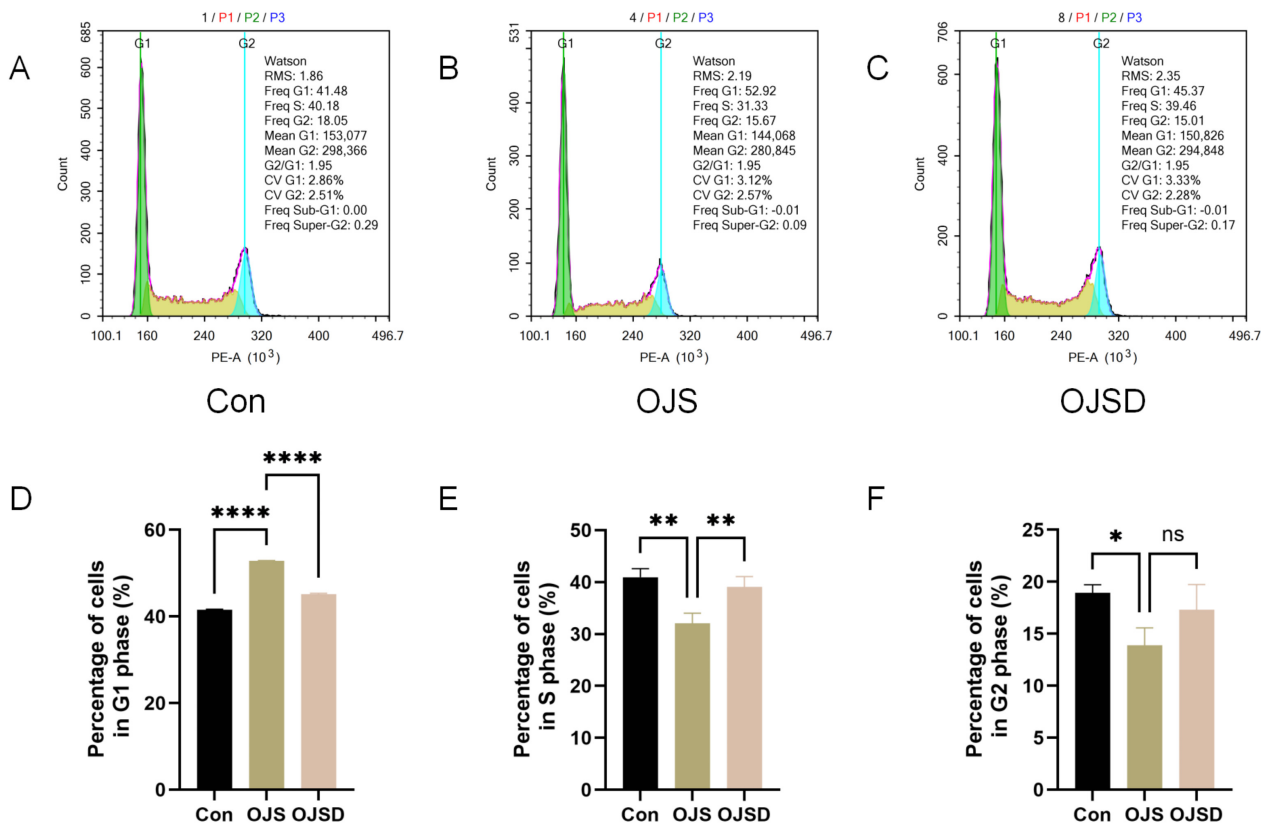 A
1 / P1 / P2 / P3
685
600
500
400
300
200
100
0
Count
G1
G2
Watson
RMS: 1.86
Freq G1: 41.48
Freq S: 40.18
Freq G2: 18.05
Mean G1: 153,077
Mean G2: 298,366
G2/G1: 1.95
CV G1: 2.86%
CV G2: 2.51%
Freq Sub-G1: 0.00
Freq Super-G2: 0.29
100.1 160 240 320 400 496.7
PE-A (10³)
Con
B
4 / P1 / P2 / P3
531
400
300
200
100
0
Count
G1
G2
Watson
RMS: 2.19
Freq G1: 52.92
Freq S: 31.33
Freq G2: 15.67
Mean G1: 144,068
Mean G2: 280,845
G2/G1: 1.95
CV G1: 3.12%
CV G2: 2.57%
Freq Sub-G1: -0.01
Freq Super-G2: 0.09
100.1 160 240 320 400 496.7
PE-A (10³)
OJS
C
8 / P1 / P2 / P3
706
600
400
200
0
Count
G1
G2
Watson
RMS: 2.35
Freq G1: 45.37
Freq S: 39.46
Freq G2: 15.01
Mean G1: 150,826
Mean G2: 294,848
G2/G1: 1.95
CV G1: 3.33%
CV G2: 2.28%
Freq Sub-G1: -0.01
Freq Super-G2: 0.17
100.1 160 240 320 400 496.7
PE-A (10³)
OJSD
D
Percentage of cells
in G1 phase (%)
60
40
20
0
****
****
Con OJS OJSD
E
Percentage of cells
in S phase (%)
50
40
30
20
10
0
** **
Con OJS OJSD
F
Percentage of cells
in G2 phase (%)
25
20
15
10
5
0
* ns
Con OJS OJSD